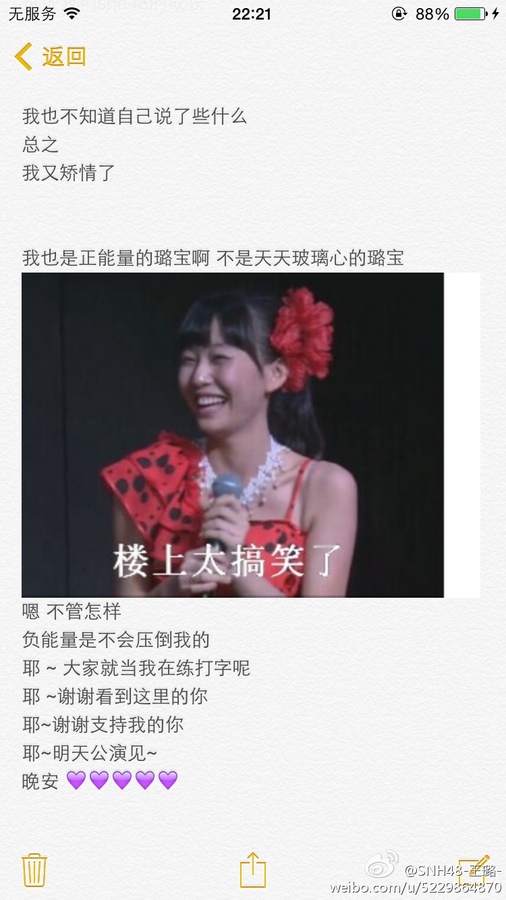 无服务 22:21 88%
返回
我也不知道自己说了些什么
总之
我又矫情了
我也是正能量的璐宝啊 不是天天玻璃心的璐宝
楼上太搞笑了
嗯 不管怎样
负能量是不会压倒我的
耶 ~ 大家就当我在练打字呢
耶 ~谢谢看到这里的你
耶~谢谢支持我的你
耶~明天公演见~
晚安 💜💜💜💜💜
@SNH48-王璐-
weibo.com/u/5229864870